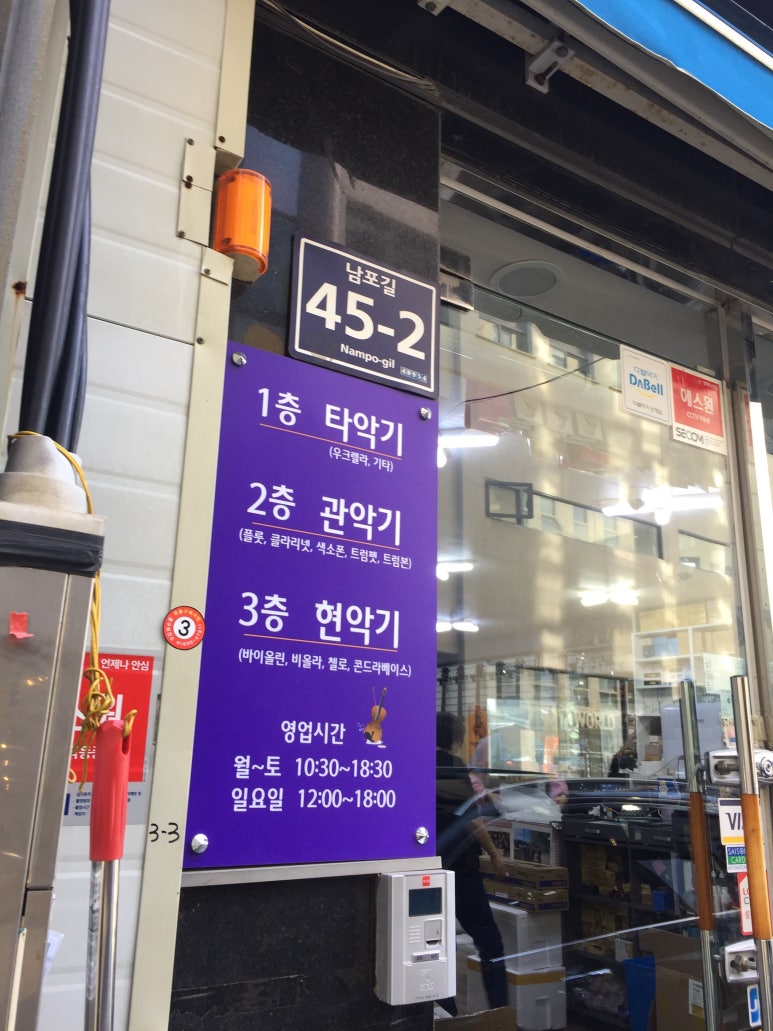 남포길
45-2
Nampo-gil
1층 타악기
(우크렐라, 기타)
2층 관악기
(플룻, 클라리넷, 색소폰, 트럼펫, 트럼본)
3층 현악기
(바이올린, 비올라, 첼로, 콘드라베이스)
영업시간
월~토 10:30~18:30
일요일 12:00~18:00
DaBell
에스원
SECOM
3
언제나 안심
3-3
VI
CARD